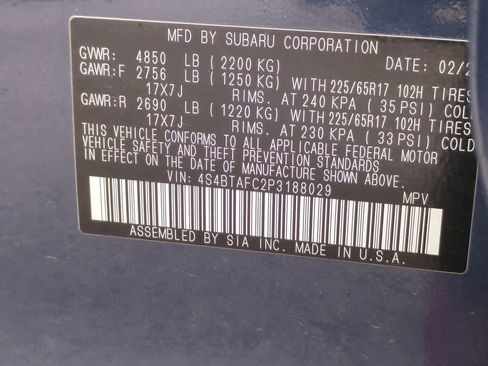 MFD BY SUBARU CORPORATION DATE: 02/2
GVWR: 4850 LB (2200 KG)
GAWR:F 2756 LB (1250 KG) WITH 225/65R17 102H TIRES
17X7J RIMS. AT 240 KPA (35 PSI) COLD
GAWR:R 2690 LB (1220 KG) WITH 225/65R17 102H TIRES
17X7J RIMS. AT 230 KPA (33 PSI) COLD
THIS VEHICLE CONFORMS TO ALL APPLICABLE FEDERAL MOTOR
VEHICLE SAFETY AND THEFT PREVENTION STANDARDS
IN EFFECT ON THE DATE OF MANUFACTURE SHOWN ABOVE.
VIN: 4S4BTAFC2P3188029 MPV
ASSEMBLED BY SIA INC. MADE IN U.S.A.